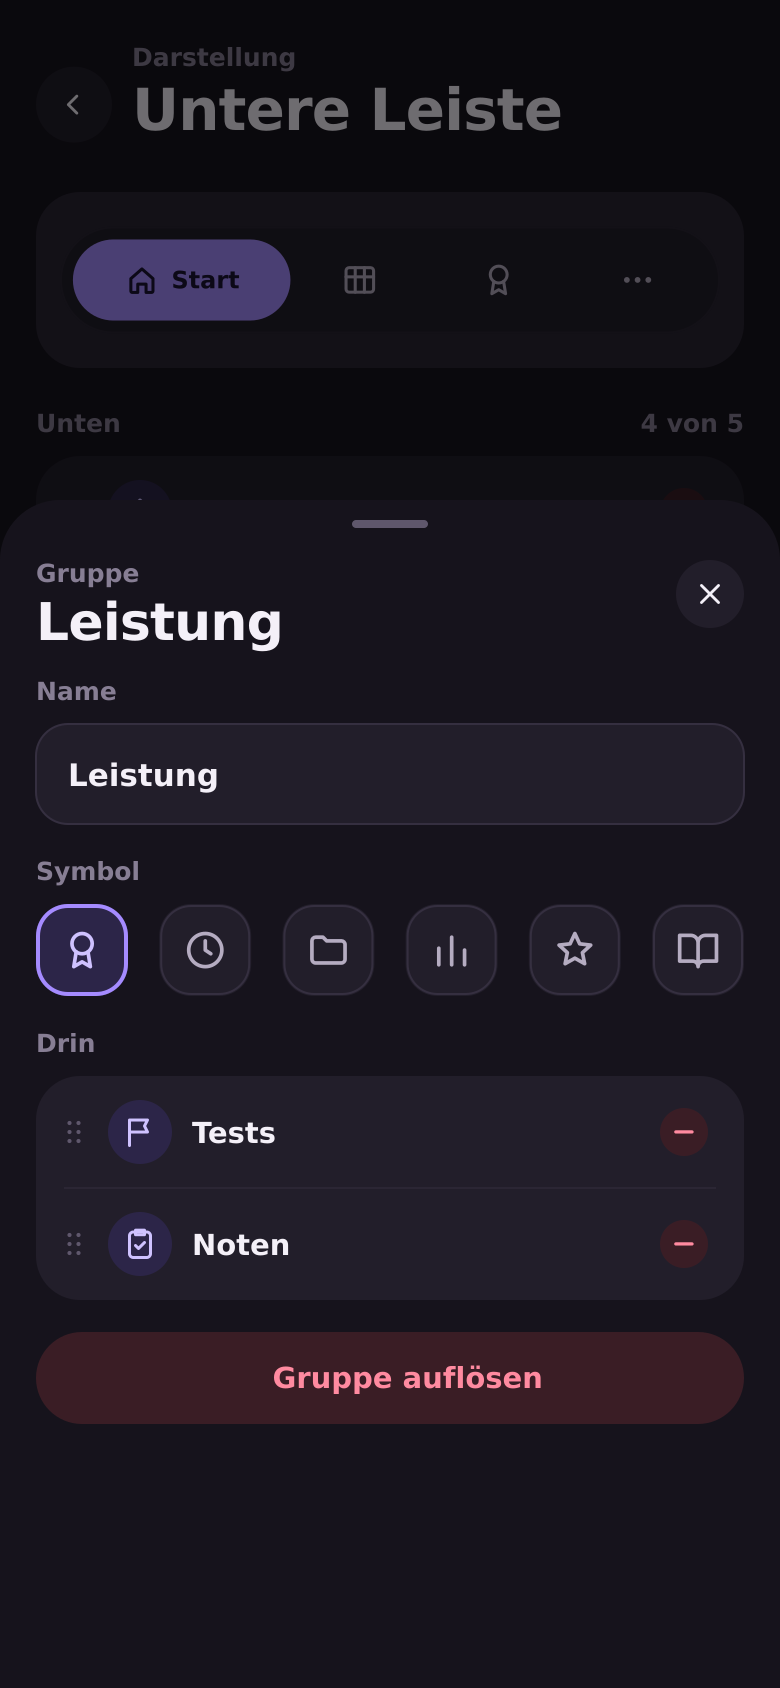 Darstellung
Untere Leiste
Start
Unten
4 von 5
Gruppe
Leistung
Name
Leistung
Symbol
Drin
Tests
Noten
Gruppe auflösen